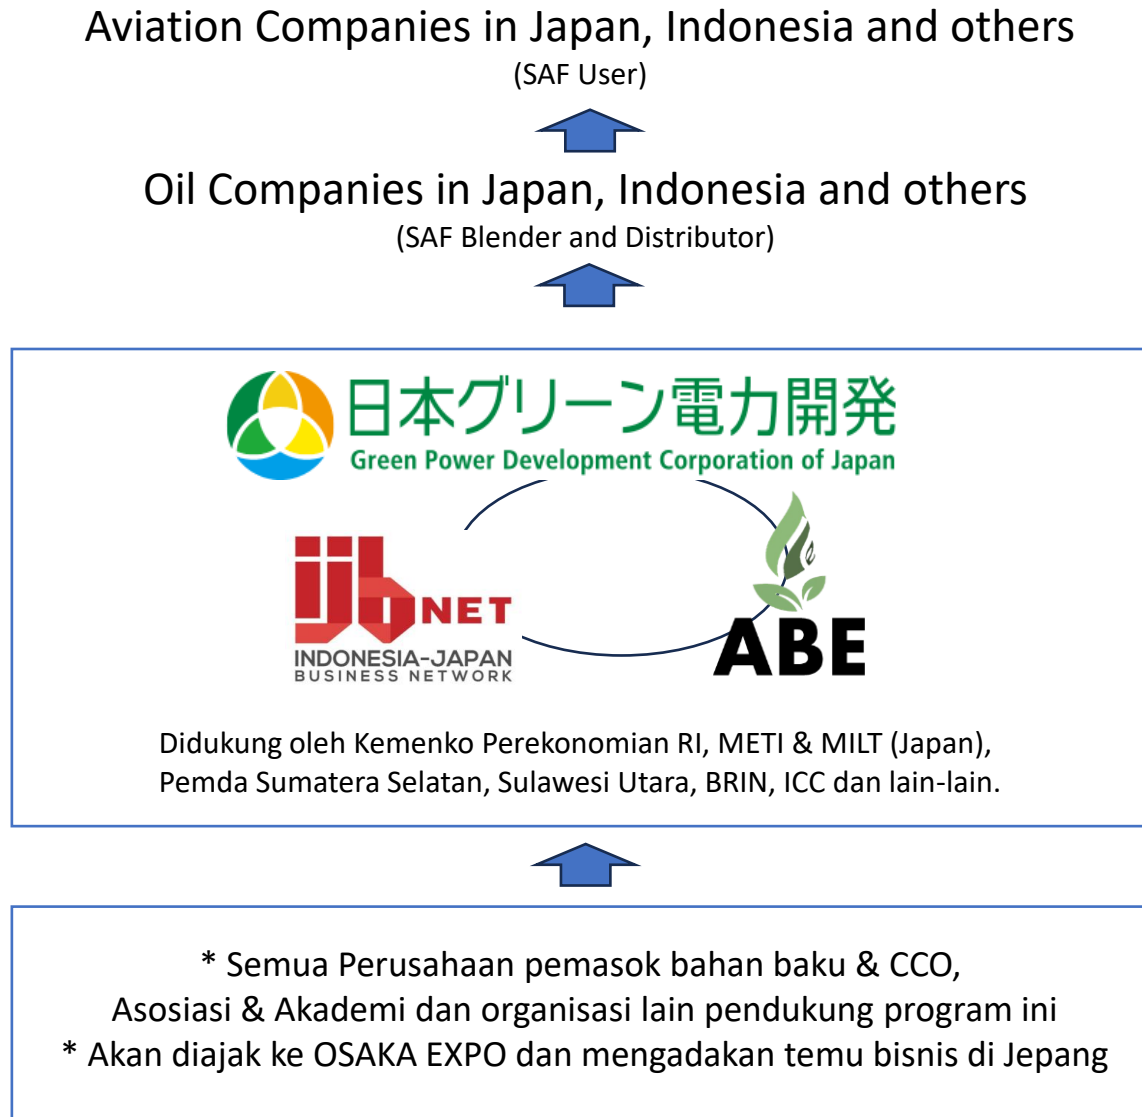 Aviation Companies in Japan, Indonesia and others
(SAF User)
Oil Companies in Japan, Indonesia and others
(SAF Blender and Distributor)
日本グリーン電力開発
Green Power Development Corporation of Japan
ijb NET
INDONESIA-JAPAN
BUSINESS NETWORK
ABE
Didukung oleh Kemenko Perekonomian RI, METI & MILT (Japan),
Pemda Sumatera Selatan, Sulawesi Utara, BRIN, ICC dan lain-lain.
* Semua Perusahaan pemasok bahan baku & CCO,
Asosiasi & Akademi dan organisasi lain pendukung program ini
* Akan diajak ke OSAKA EXPO dan mengadakan temu bisnis di Jepang